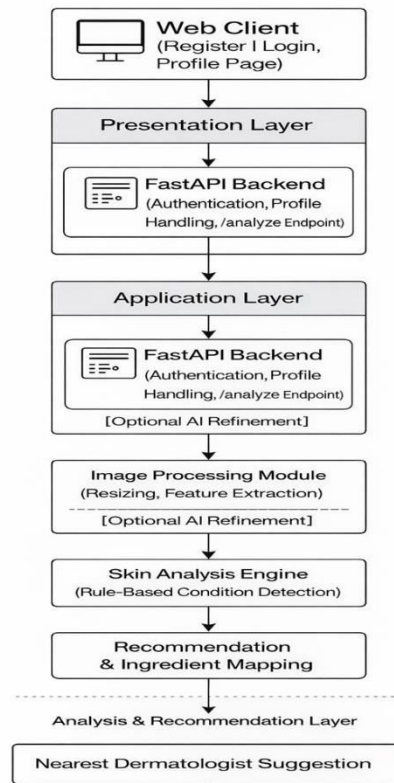 Web Client
(Register | Login,
Profile Page)
Presentation Layer
FastAPI Backend
(Authentication, Profile
Handling, /analyze Endpoint)
Application Layer
FastAPI Backend
(Authentication, Profile
Handling, /analyze Endpoint)
[Optional AI Refinement]
Image Processing Module
(Resizing, Feature Extraction)
[Optional AI Refinement]
Skin Analysis Engine
(Rule-Based Condition Detection)
Recommendation
& Ingredient Mapping
Analysis & Recommendation Layer
Nearest Dermatologist Suggestion